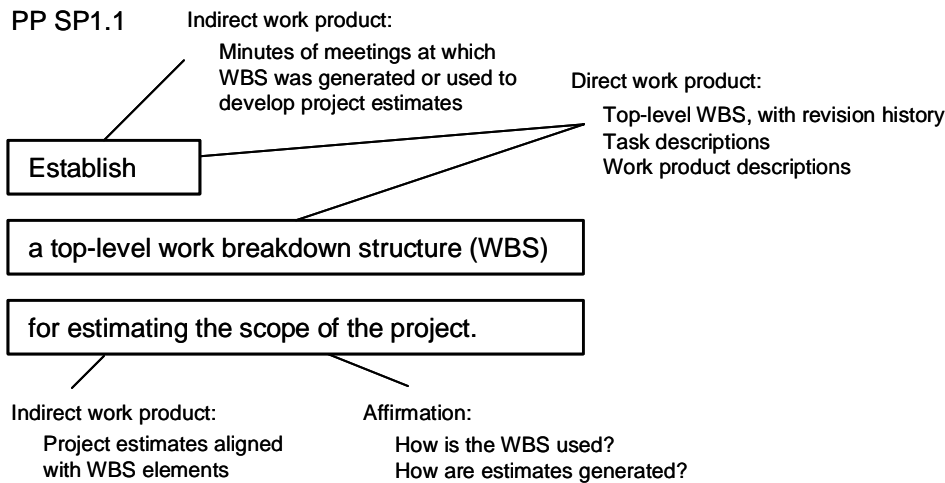 PP SP1.1
Indirect work product:
Minutes of meetings at which
WBS was generated or used to
develop project estimates
Direct work product:
Top-level WBS, with revision history
Task descriptions
Work product descriptions
Establish
a top-level work breakdown structure (WBS)
for estimating the scope of the project.
Indirect work product:
Project estimates aligned
with WBS elements
Affirmation:
How is the WBS used?
How are estimates generated?